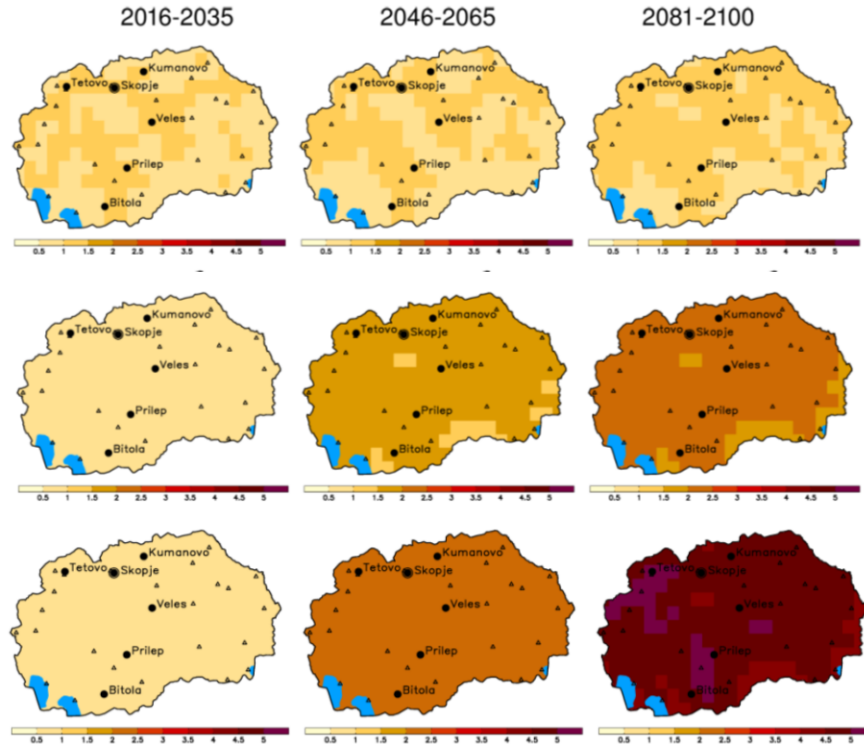 2016-2035 2046-2065 2081-2100
Kumanovo Kumanovo Kumanovo
Tetovo Skopje Tetovo Skopje Tetovo Skopje
Veles Veles Veles
Prilep Prilep Prilep
Bitola Bitola Bitola
0.5 1 1.5 2 2.5 3 3.5 4 4.5 5 0.5 1 1.5 2 2.5 3 3.5 4 4.5 5 0.5 1 1.5 2 2.5 3 3.5 4 4.5 5
Kumanovo Kumanovo Kumanovo
Tetovo Skopje Tetovo Skopje Tetovo Skopje
Veles Veles Veles
Prilep Prilep Prilep
Bitola Bitola Bitola
0.5 1 1.5 2 2.5 3 3.5 4 4.5 5 0.5 1 1.5 2 2.5 3 3.5 4 4.5 5 0.5 1 1.5 2 2.5 3 3.5 4 4.5 5
Kumanovo Kumanovo Kumanovo
Tetovo Skopje Tetovo Skopje Tetovo Skopje
Veles Veles Veles
Prilep Prilep Prilep
Bitola Bitola Bitola
0.5 1 1.5 2 2.5 3 3.5 4 4.5 5 0.5 1 1.5 2 2.5 3 3.5 4 4.5 5 0.5 1 1.5 2 2.5 3 3.5 4 4.5 5